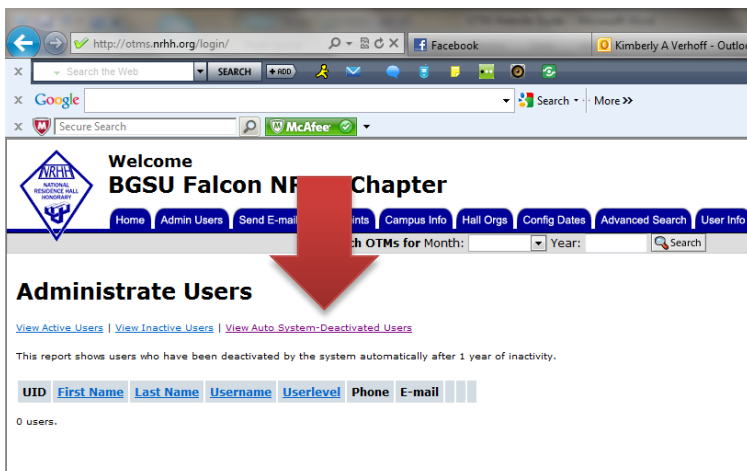 http://otms.nrhh.org/login/
Facebook
Kimberly A Verhoff - Outlo
x Search the Web SEARCH + ADD
x Google Search More >>
x Secure Search McAfee
NRHH
NATIONAL
RESIDENCE HALL
HONORARY
Welcome
BGSU Falcon NR Chapter
Home Admin Users Send E-mail ints Campus Info Hall Orgs Config Dates Advanced Search User Info
ch OTMs for Month: Year: Search
Administrate Users
View Active Users | View Inactive Users | View Auto System-Deactivated Users
This report shows users who have been deactivated by the system automatically after 1 year of inactivity.
UID First Name Last Name Username Userlevel Phone E-mail
0 users.